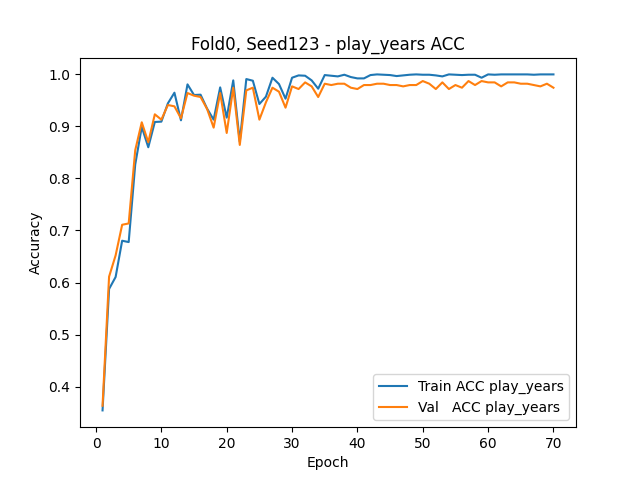 Fold0, Seed123 - play_years ACC
1.0
0.9
0.8
0.7
0.6
0.5
0.4
Accuracy
0 10 20 30 40 50 60 70
Epoch
Train ACC play_years
Val   ACC play_years